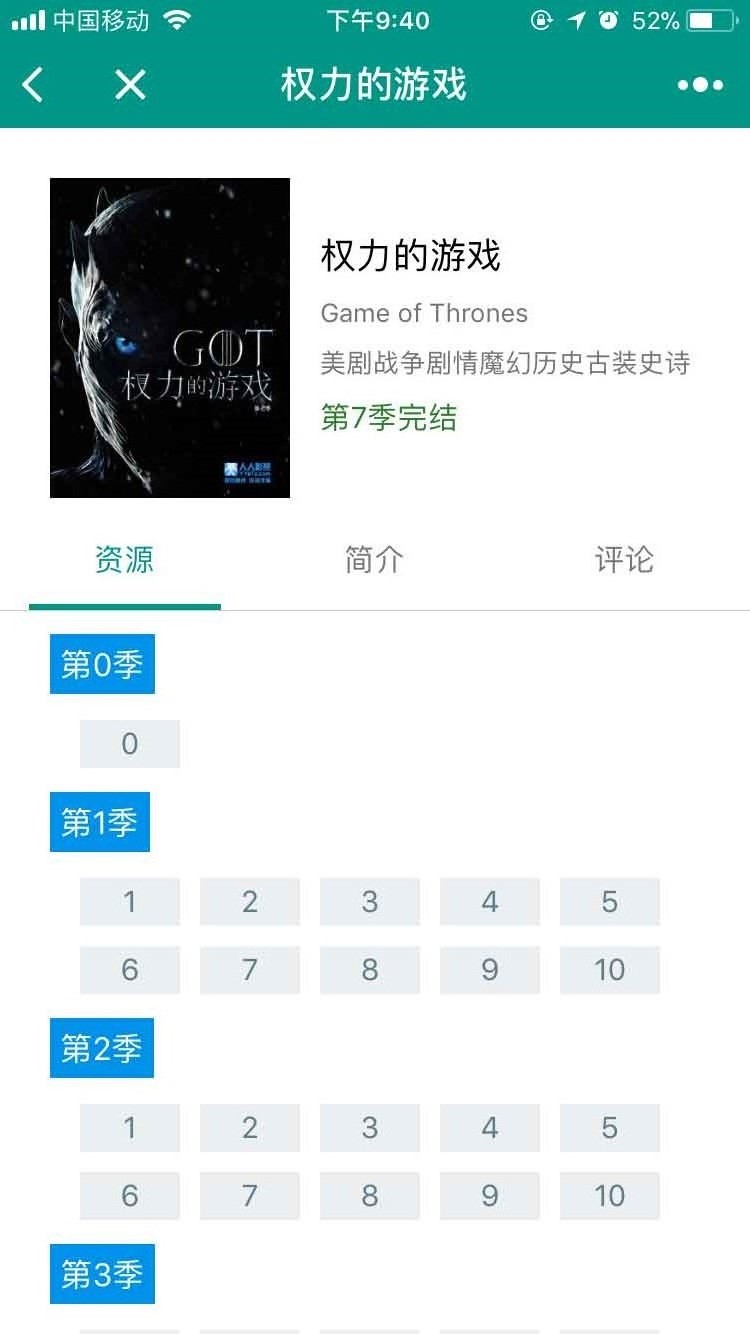 中国移动 下午9:40 52%
权力的游戏
GOT
权力的游戏
人人影视
权力的游戏
Game of Thrones
美剧战争剧情魔幻历史古装史诗
第7季完结
资源 简介 评论
第0季
0
第1季
1 2 3 4 5
6 7 8 9 10
第2季
1 2 3 4 5
6 7 8 9 10
第3季